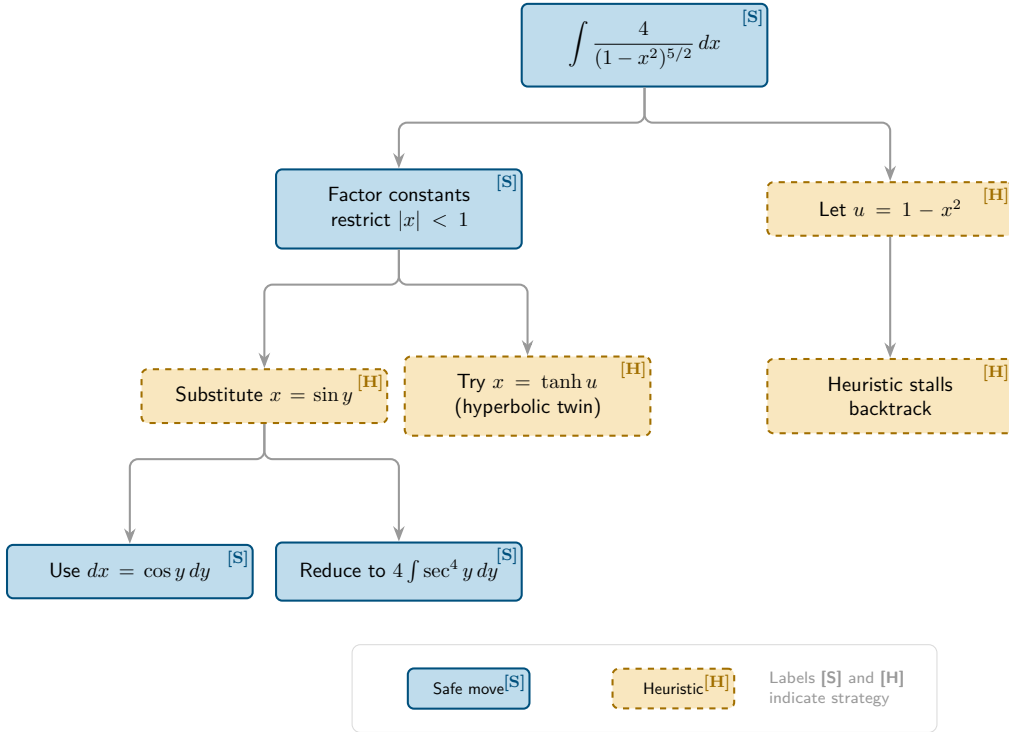 [S]
∫ 4/(1 − x²)^{5/2} dx
[S]
Factor constants
restrict |x| < 1
[H]
Let u = 1 − x²
[H]
Substitute x = sin y
[H]
Try x = tanh u
(hyperbolic twin)
[H]
Heuristic stalls
backtrack
[S]
Use dx = cos y dy
[S]
Reduce to 4 ∫ sec⁴ y dy
Safe move [S]
Heuristic [H]
Labels [S] and [H]
indicate strategy